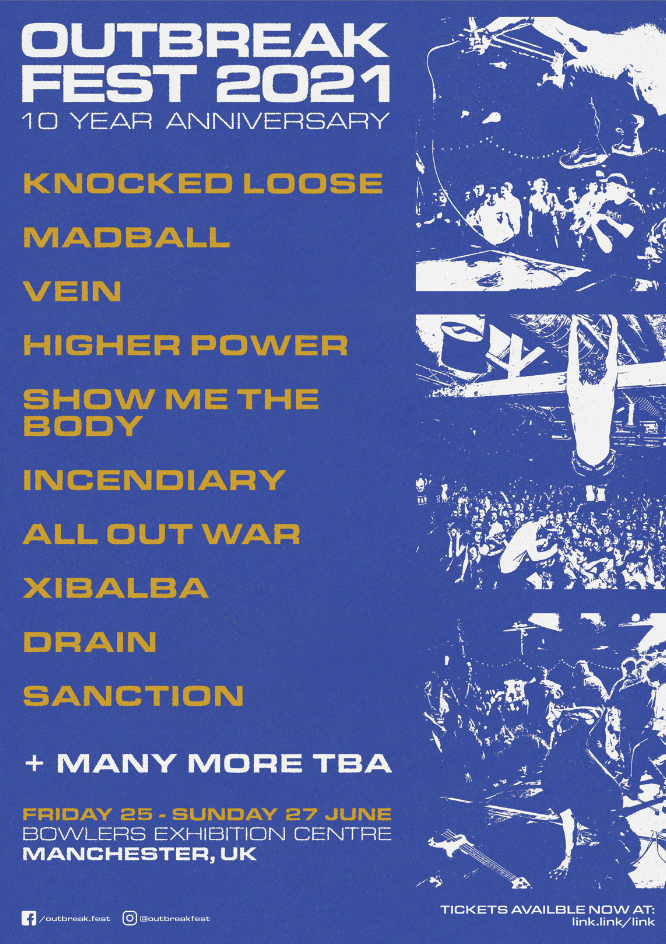 OUTBREAK
FEST 2021
10 YEAR ANNIVERSARY
KNOCKED LOOSE
MADBALL
VEIN
HIGHER POWER
SHOW ME THE
BODY
INCENDIARY
ALL OUT WAR
XIBALBA
DRAIN
SANCTION
+ MANY MORE TBA
FRIDAY 25 - SUNDAY 27 JUNE
BOWLERS EXHIBITION CENTRE
MANCHESTER, UK
/outbreak.fest @outbreakfest
TICKETS AVAILBLE NOW AT:
link.link/link